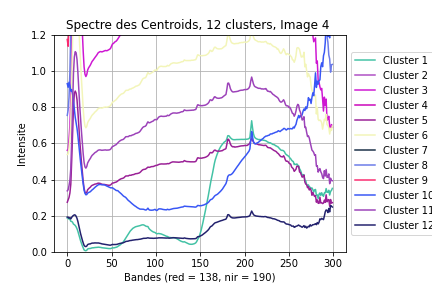 Spectre des Centroids, 12 clusters, Image 4
Intensite
1.2
1.0
0.8
0.6
0.4
0.2
0.0
0 50 100 150 200 250 300
Bandes (red = 138, nir = 190)
Cluster 1
Cluster 2
Cluster 3
Cluster 4
Cluster 5
Cluster 6
Cluster 7
Cluster 8
Cluster 9
Cluster 10
Cluster 11
Cluster 12